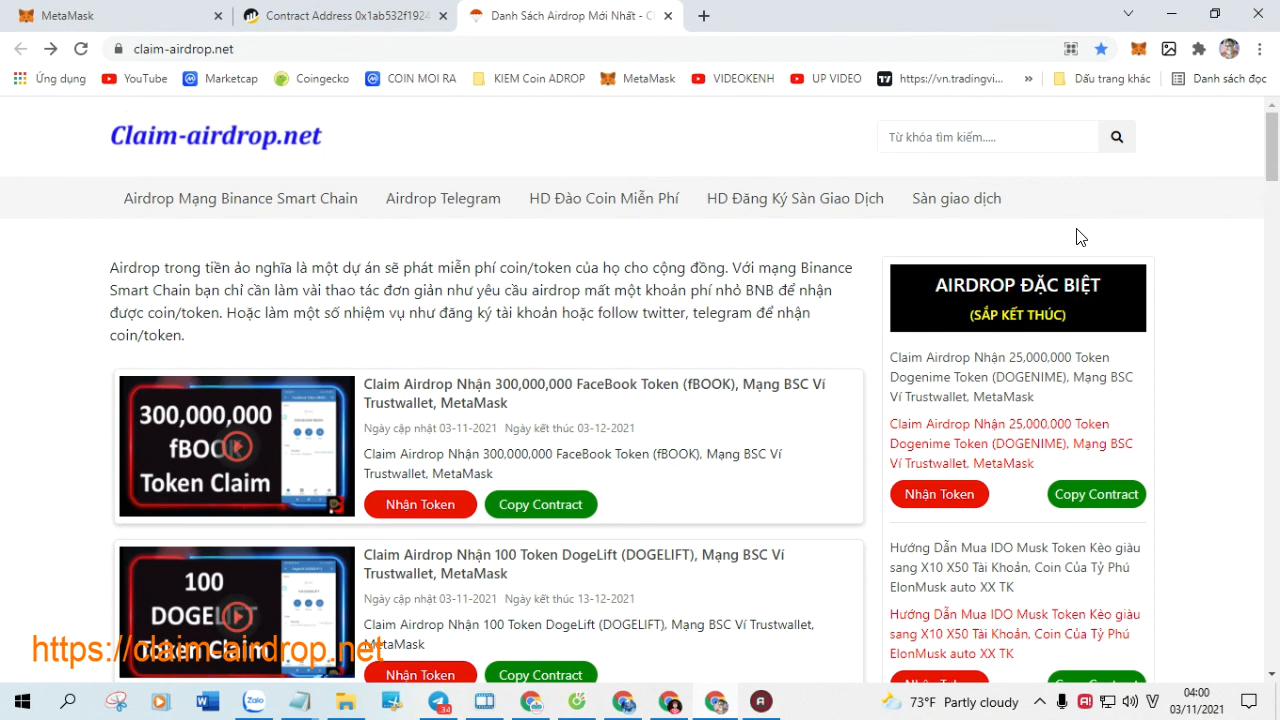 MetaMask
Contract Address 0x1ab532f1924
Danh Sách Airdrop Mới Nhất - C
claim-airdrop.net
Ứng dụng
YouTube
Marketcap
Coingecko
COIN MOI RA
KIEM Coin ADROP
MetaMask
VIDEOKENH
UP VIDEO
https://vn.tradingvi...
Dấu trang khác
Danh sách đọc
Claim-airdrop.net
Từ khóa tìm kiếm.....
Airdrop Mạng Binance Smart Chain
Airdrop Telegram
HD Đào Coin Miễn Phí
HD Đăng Ký Sàn Giao Dịch
Sàn giao dịch
Airdrop trong tiền ảo nghĩa là một dự án sẽ phát miễn phí coin/token của họ cho cộng đồng. Với mạng Binance
Smart Chain bạn chỉ cần làm vài thao tác đơn giản như yêu cầu airdrop mất một khoản phí nhỏ BNB để nhận
được coin/token. Hoặc làm một số nhiệm vụ như đăng ký tài khoản hoặc follow twitter, telegram để nhận
coin/token.
300,000,000
fBOOK
Token Claim
Claim Airdrop Nhận 300,000,000 FaceBook Token (fBOOK), Mạng BSC Ví
Trustwallet, MetaMask
Ngày cập nhật 03-11-2021 Ngày kết thúc 03-12-2021
Claim Airdrop Nhận 300,000,000 FaceBook Token (fBOOK), Mạng BSC Ví
Trustwallet, MetaMask
Nhận Token
Copy Contract
100
DOGELIFT
Token Claim
Claim Airdrop Nhận 100 Token DogeLift (DOGELIFT), Mạng BSC Ví
Trustwallet, MetaMask
Ngày cập nhật 03-11-2021 Ngày kết thúc 13-12-2021
Claim Airdrop Nhận 100 Token DogeLift (DOGELIFT), Mạng BSC Ví Trustwallet,
MetaMask
Nhận Token
Copy Contract
AIRDROP ĐẶC BIỆT
(SẮP KẾT THÚC)
Claim Airdrop Nhận 25,000,000 Token
Dogenime Token (DOGENIME), Mạng BSC
Ví Trustwallet, MetaMask
Claim Airdrop Nhận 25,000,000 Token
Dogenime Token (DOGENIME), Mạng BSC
Ví Trustwallet, MetaMask
Nhận Token
Copy Contract
Hướng Dẫn Mua IDO Musk Token Kèo giàu
sang X10 X50 Tài Khoản, Coin Của Tỷ Phú
ElonMusk auto XX TK
Hướng Dẫn Mua IDO Musk Token Kèo giàu
sang X10 X50 Tài Khoản, Coin Của Tỷ Phú
ElonMusk auto XX TK
Nhận Token
Copy Contract
https://claim-airdrop.net
Zalo
34
73°F Partly cloudy
04:00
03/11/2021